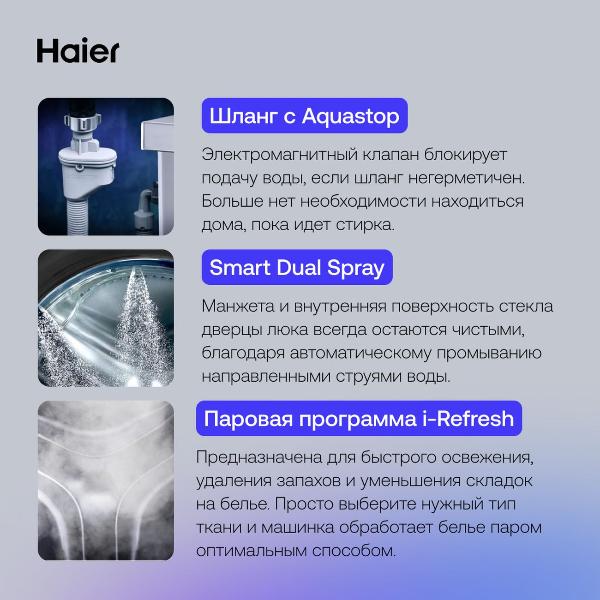 Haier
Шланг с Aquastop
Электромагнитный клапан блокирует
подачу воды, если шланг негерметичен.
Больше нет необходимости находиться
дома, пока идет стирка.
Smart Dual Spray
Манжета и внутренняя поверхность стекла
дверцы люка всегда остаются чистыми,
благодаря автоматическому промыванию
направленными струями воды.
Паровая программа i-Refresh
Предназначена для быстрого освежения,
удаления запахов и уменьшения складок
на белье. Просто выберите нужный тип
ткани и машинка обработает белье паром
оптимальным способом.